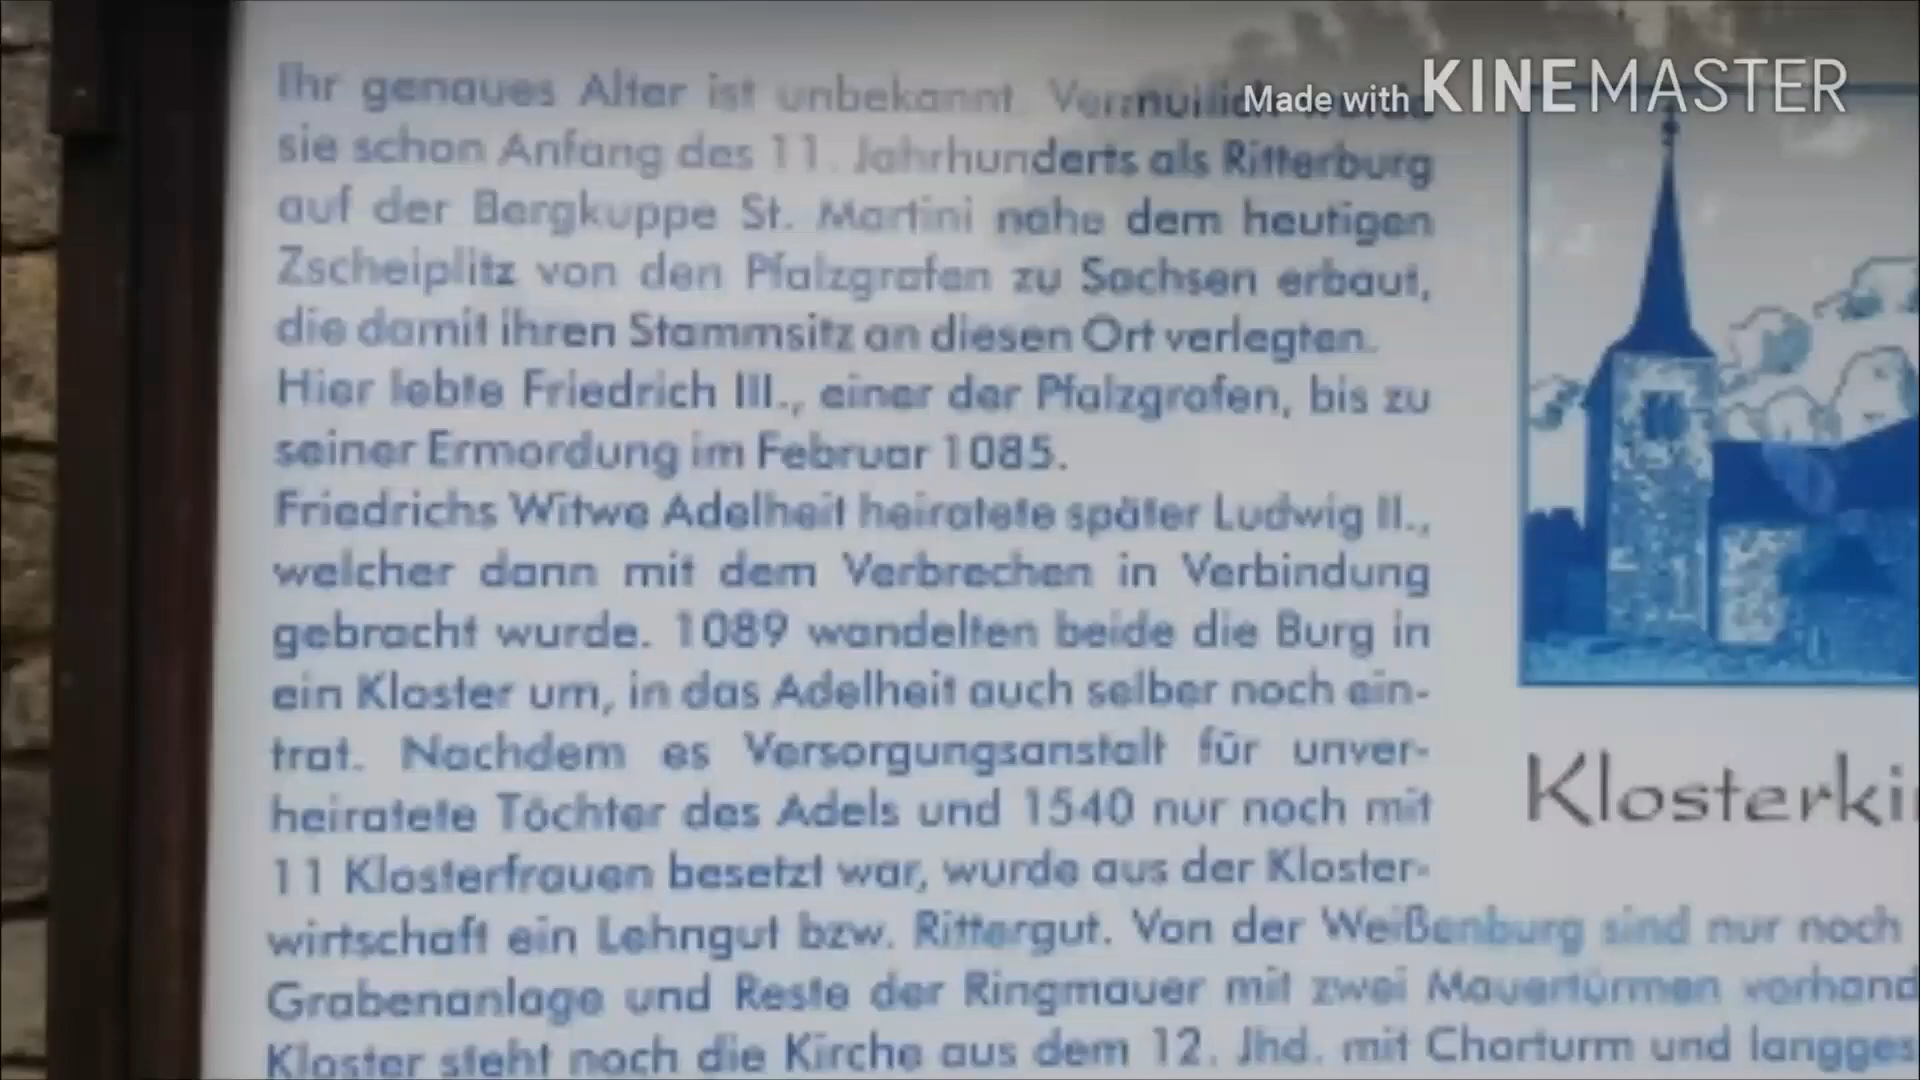 Made with KINEMASTER
Ihr genaues Alter ist unbekannt. Vermutlich
sie schon Anfang des 11. Jahrhunderts als Ritterburg
auf der Bergkuppe St. Martini nahe dem heutigen
Zscheiplitz von den Pfalzgrafen zu Sachsen erbaut,
die damit ihren Stammsitz an diesen Ort verlegten.
Hier lebte Friedrich III., einer der Pfalzgrafen, bis zu
seiner Ermordung im Februar 1085.
Friedrichs Witwe Adelheit heiratete später Ludwig II.,
welcher dann mit dem Verbrechen in Verbindung
gebracht wurde. 1089 wandelten beide die Burg in
ein Kloster um, in das Adelheit auch selber noch ein-
trat. Nachdem es Versorgungsanstalt für unver-
heiratete Töchter des Adels und 1540 nur noch mit
11 Klosterfrauen besetzt war, wurde aus der Kloster-
wirtschaft ein Lehngut bzw. Rittergut. Von der Weißenburg sind nur noch
Grabenanlage und Reste der Ringmauer mit zwei Mauertürmen vorhand
Kloster steht noch die Kirche aus dem 12. Jhd. mit Chorturm und langges
Klosterki